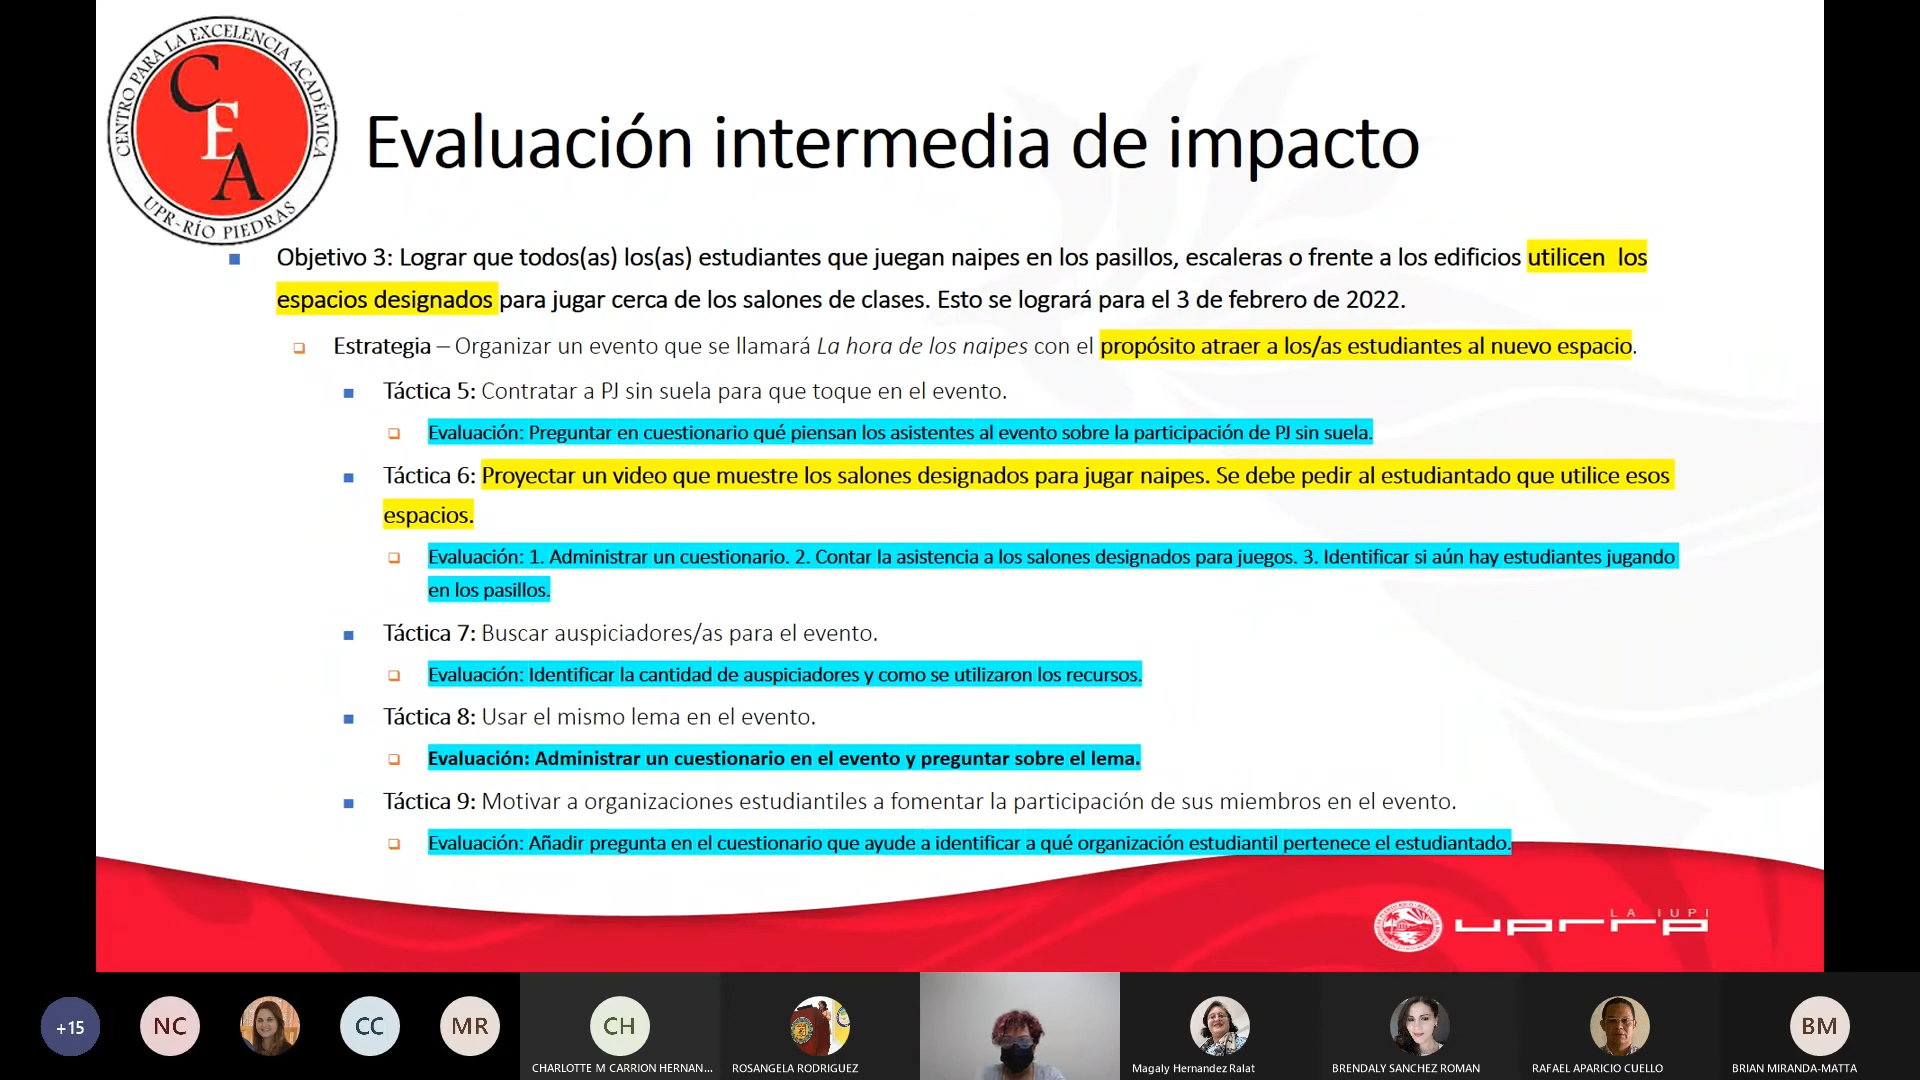 CENTRO PARA LA EXCELENCIA ACADÉMICA
CEA
UPR-RÍO PIEDRAS
Evaluación intermedia de impacto
Objetivo 3: Lograr que todos(as) los(as) estudiantes que juegan naipes en los pasillos, escaleras o frente a los edificios utilicen los
espacios designados para jugar cerca de los salones de clases. Esto se logrará para el 3 de febrero de 2022.
Estrategia – Organizar un evento que se llamará La hora de los naipes con el propósito atraer a los/as estudiantes al nuevo espacio.
Táctica 5: Contratar a PJ sin suela para que toque en el evento.
Evaluación: Preguntar en cuestionario qué piensan los asistentes al evento sobre la participación de PJ sin suela.
Táctica 6: Proyectar un video que muestre los salones designados para jugar naipes. Se debe pedir al estudiantado que utilice esos
espacios.
Evaluación: 1. Administrar un cuestionario. 2. Contar la asistencia a los salones designados para juegos. 3. Identificar si aún hay estudiantes jugando
en los pasillos.
Táctica 7: Buscar auspiciadores/as para el evento.
Evaluación: Identificar la cantidad de auspiciadores y como se utilizaron los recursos.
Táctica 8: Usar el mismo lema en el evento.
Evaluación: Administrar un cuestionario en el evento y preguntar sobre el lema.
Táctica 9: Motivar a organizaciones estudiantiles a fomentar la participación de sus miembros en el evento.
Evaluación: Añadir pregunta en el cuestionario que ayude a identificar a qué organización estudiantil pertenece el estudiantado.
LA IUPI
uprrp
+15
NC
CC
MR
CH
BM
CHARLOTTE M CARRION HERNAN...
ROSANGELA RODRIGUEZ
Magaly Hernandez Ralat
BRENDALY SANCHEZ ROMAN
RAFAEL APARICIO CUELLO
BRIAN MIRANDA-MATTA